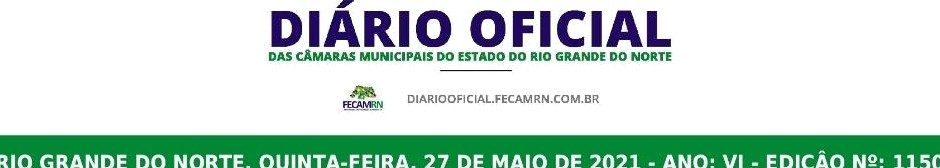 DIÁRIO OFICIAL
DAS CÂMARAS MUNICIPAIS DO ESTADO DO RIO GRANDE DO NORTE
FECAMRN
DIARIOOFICIAL.FECAMRN.COM.BR
RIO GRANDE DO NORTE, QUINTA-FEIRA, 27 DE MAIO DE 2021 - ANO: VI - EDIÇÃO Nº: 1150